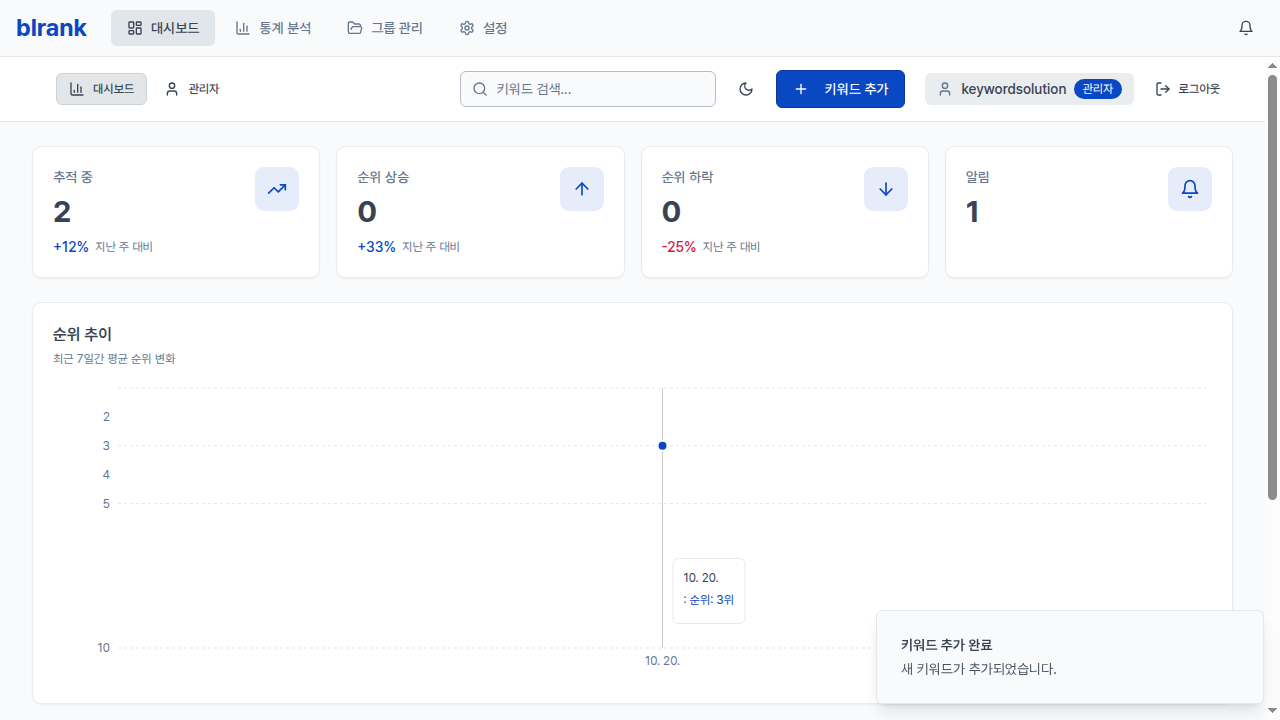 blrank
대시보드
통계 분석
그룹 관리
설정
대시보드
관리자
키워드 검색...
키워드 추가
keywordsolution 관리자
로그아웃
추적 중
2
+12% 지난 주 대비
순위 상승
0
+33% 지난 주 대비
순위 하락
0
-25% 지난 주 대비
알림
1
순위 추이
최근 7일간 평균 순위 변화
2
3
4
5
10
10. 20.
: 순위: 3위
10. 20.
키워드 추가 완료
새 키워드가 추가되었습니다.